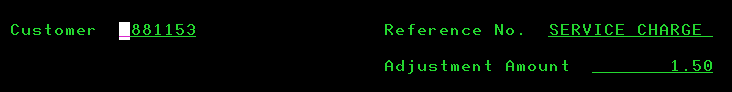 Customer 881153 Reference No. SERVICE CHARGE
Adjustment Amount 1.50